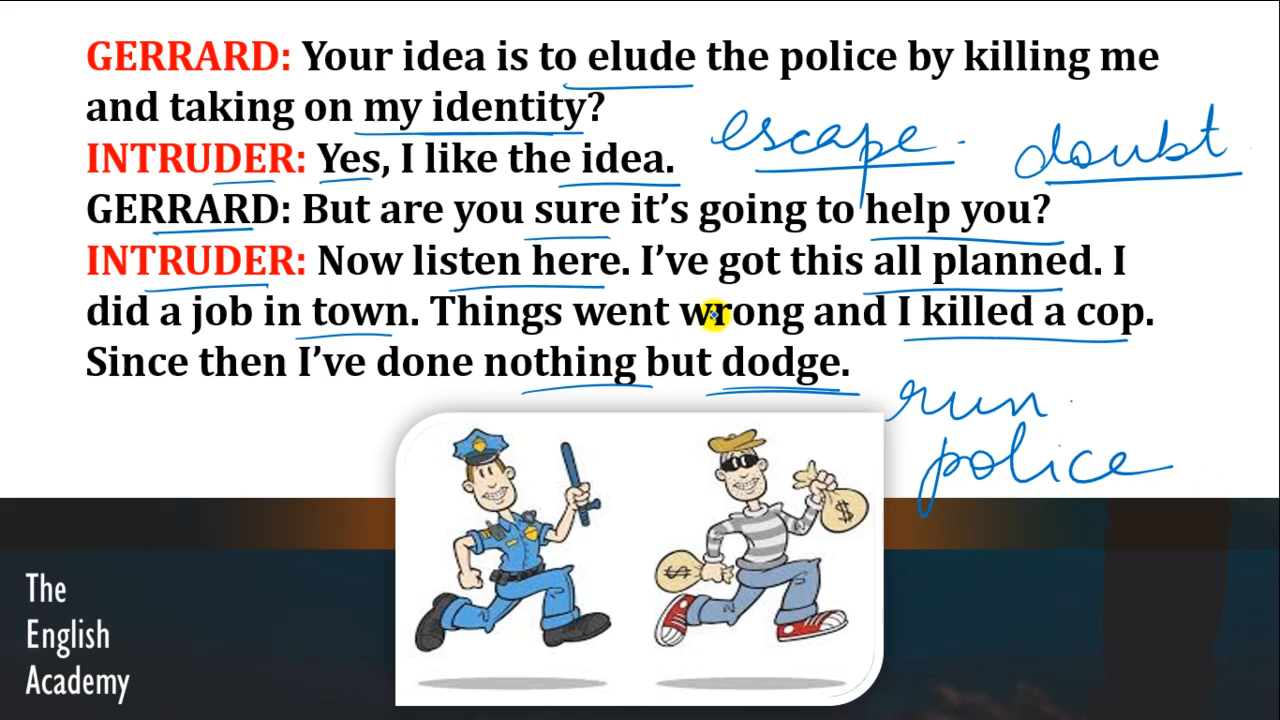 GERRARD: Your idea is to elude the police by killing me
and taking on my identity?
escape.
doubt
INTRUDER: Yes, I like the idea.
GERRARD: But are you sure it's going to help you?
INTRUDER: Now listen here. I've got this all planned. I
did a job in town. Things went wrong and I killed a cop.
Since then I've done nothing but dodge.
run.
police
$
$
The
English
Academy